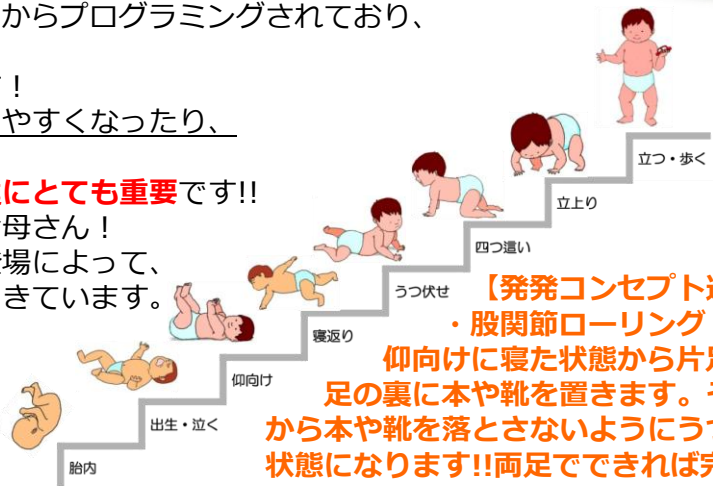 からプログラミングされており、
！
やすくなったり、
にとても重要です!!
母さん！
場によって、
きています。
立つ・歩く
立上り
四つ這い
うつ伏せ
寝返り
仰向け
出生・泣く
胎内
【発発コンセプト
・股関節ローリング
仰向けに寝た状態から片
足の裏に本や靴を置きます。
から本や靴を落とさないようにう
状態になります!!両足でできれば完